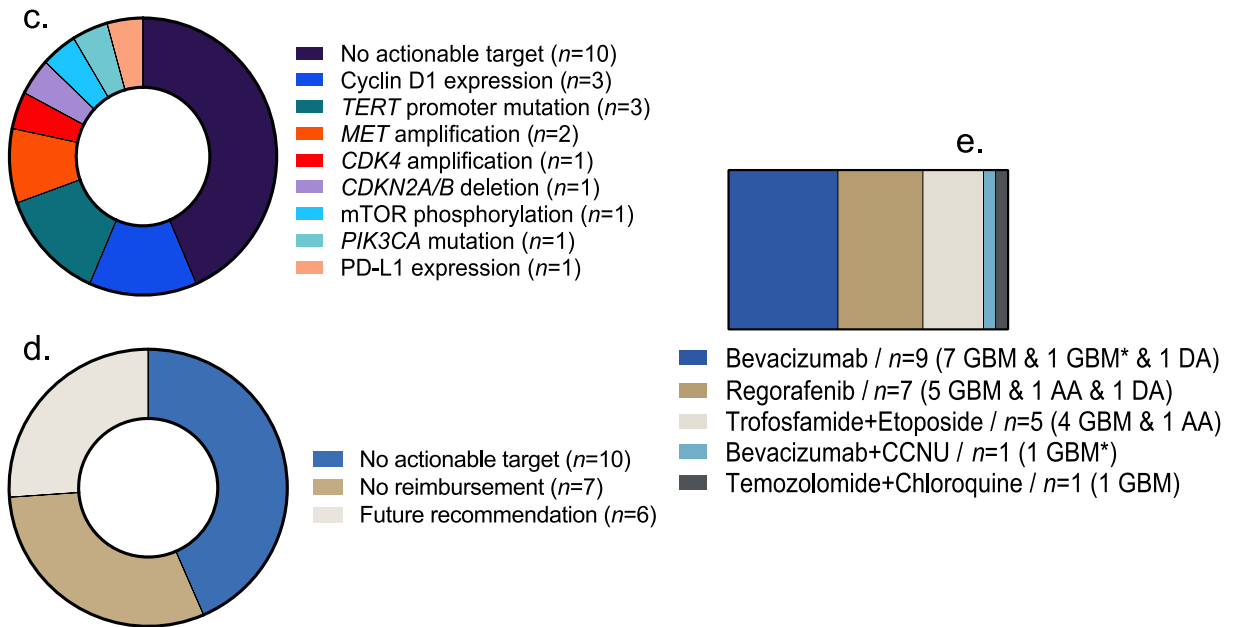 c.
No actionable target (n=10)
Cyclin D1 expression (n=3)
TERT promoter mutation (n=3)
MET amplification (n=2)
CDK4 amplification (n=1)
CDKN2A/B deletion (n=1)
mTOR phosphorylation (n=1)
PIK3CA mutation (n=1)
PD-L1 expression (n=1)
d.
No actionable target (n=10)
No reimbursement (n=7)
Future recommendation (n=6)
e.
Bevacizumab / n=9 (7 GBM & 1 GBM* & 1 DA)
Regorafenib / n=7 (5 GBM & 1 AA & 1 DA)
Trofosfamide+Etoposide / n=5 (4 GBM & 1 AA)
Bevacizumab+CCNU / n=1 (1 GBM*)
Temozolomide+Chloroquine / n=1 (1 GBM)